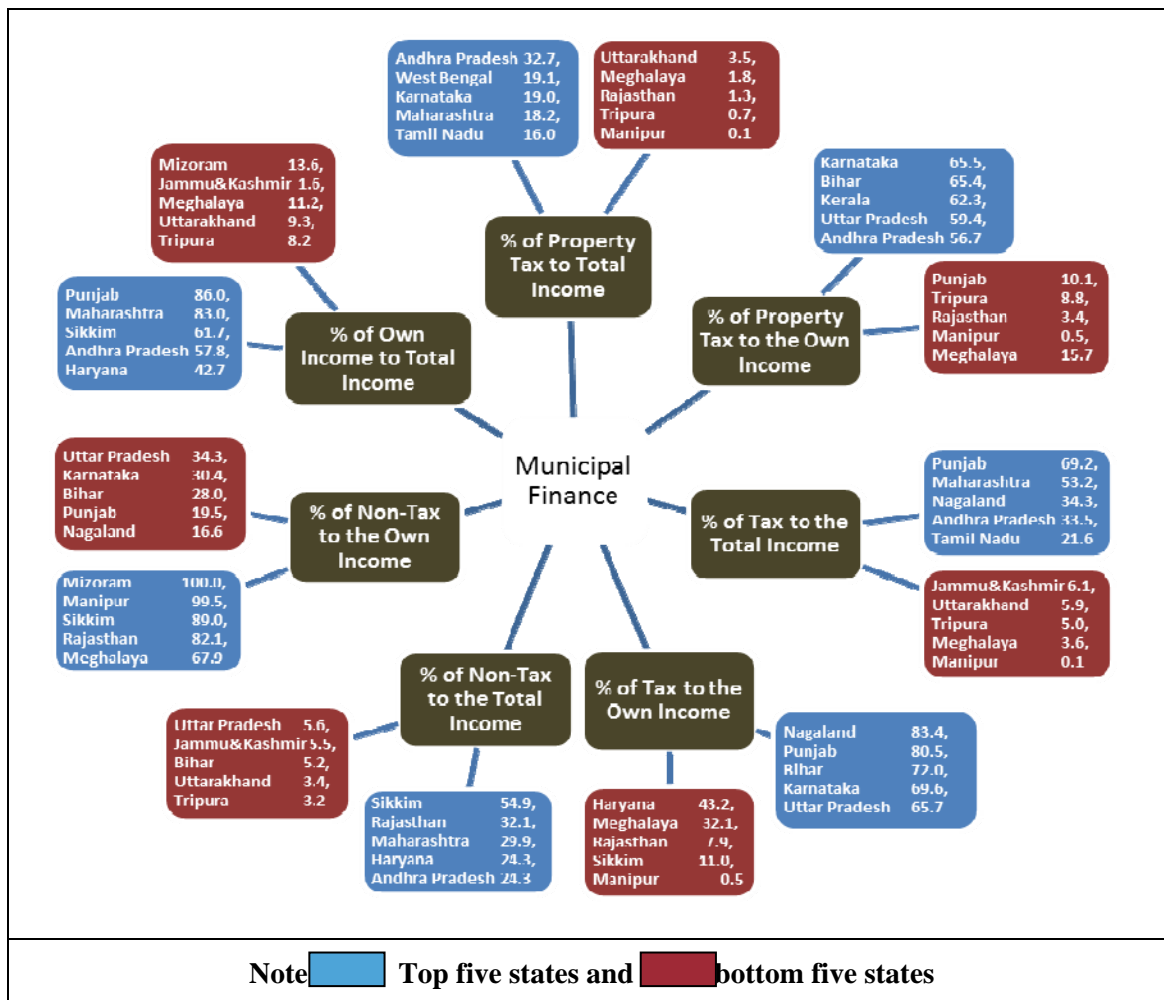 Andhra Pradesh 32.7,
West Bengal 19.1,
Karnataka 19.0,
Maharashtra 18.2,
Tamil Nadu 16.0
Uttarakhand 3.5,
Meghalaya 1.8,
Rajasthan 1.3,
Tripura 0.7,
Manipur 0.1
% of Property
Tax to Total
Income
Mizoram 13.6,
Jammu&Kashmir 1.6,
Meghalaya 11.2,
Uttarakhand 9.3,
Tripura 8.2
Punjab 86.0,
Maharashtra 83.0,
Sikkim 61.7,
Andhra Pradesh 57.8,
Haryana 42.7
% of Own
Income to Total
Income
Karnataka 65.5,
Bihar 65.4,
Kerala 62.3,
Uttar Pradesh 59.4,
Andhra Pradesh 56.7
Punjab 10.1,
Tripura 8.8,
Rajasthan 3.4,
Manipur 0.5,
Meghalaya 15.7
% of Property
Tax to the Own
Income
Municipal
Finance
Uttar Pradesh 34.3,
Karnataka 30.4,
Bihar 28.0,
Punjab 19.5,
Nagaland 16.6
Mizoram 100.0,
Manipur 99.5,
Sikkim 89.0,
Rajasthan 82.1,
Meghalaya 67.9
% of Non-Tax
to the Own
Income
Punjab 69.2,
Maharashtra 53.2,
Nagaland 34.3,
Andhra Pradesh 33.5,
Tamil Nadu 21.6
Jammu&Kashmir 6.1,
Uttarakhand 5.9,
Tripura 5.0,
Meghalaya 3.6,
Manipur 0.1
% of Tax to the
Total Income
% of Non-Tax
to the Total
Income
Uttar Pradesh 5.6,
Jammu&Kashmir 5.5,
Bihar 5.2,
Uttarakhand 3.4,
Tripura 3.2
Sikkim 54.9,
Rajasthan 32.1,
Maharashtra 29.9,
Haryana 24.3,
Andhra Pradesh 24.3
% of Tax to the
Own Income
Haryana 43.2,
Meghalaya 32.1,
Rajasthan 7.9,
Sikkim 11.0,
Manipur 0.5
Nagaland 83.4,
Punjab 80.5,
Bihar 72.0,
Karnataka 69.6,
Uttar Pradesh 65.7
Note Top five states and bottom five states